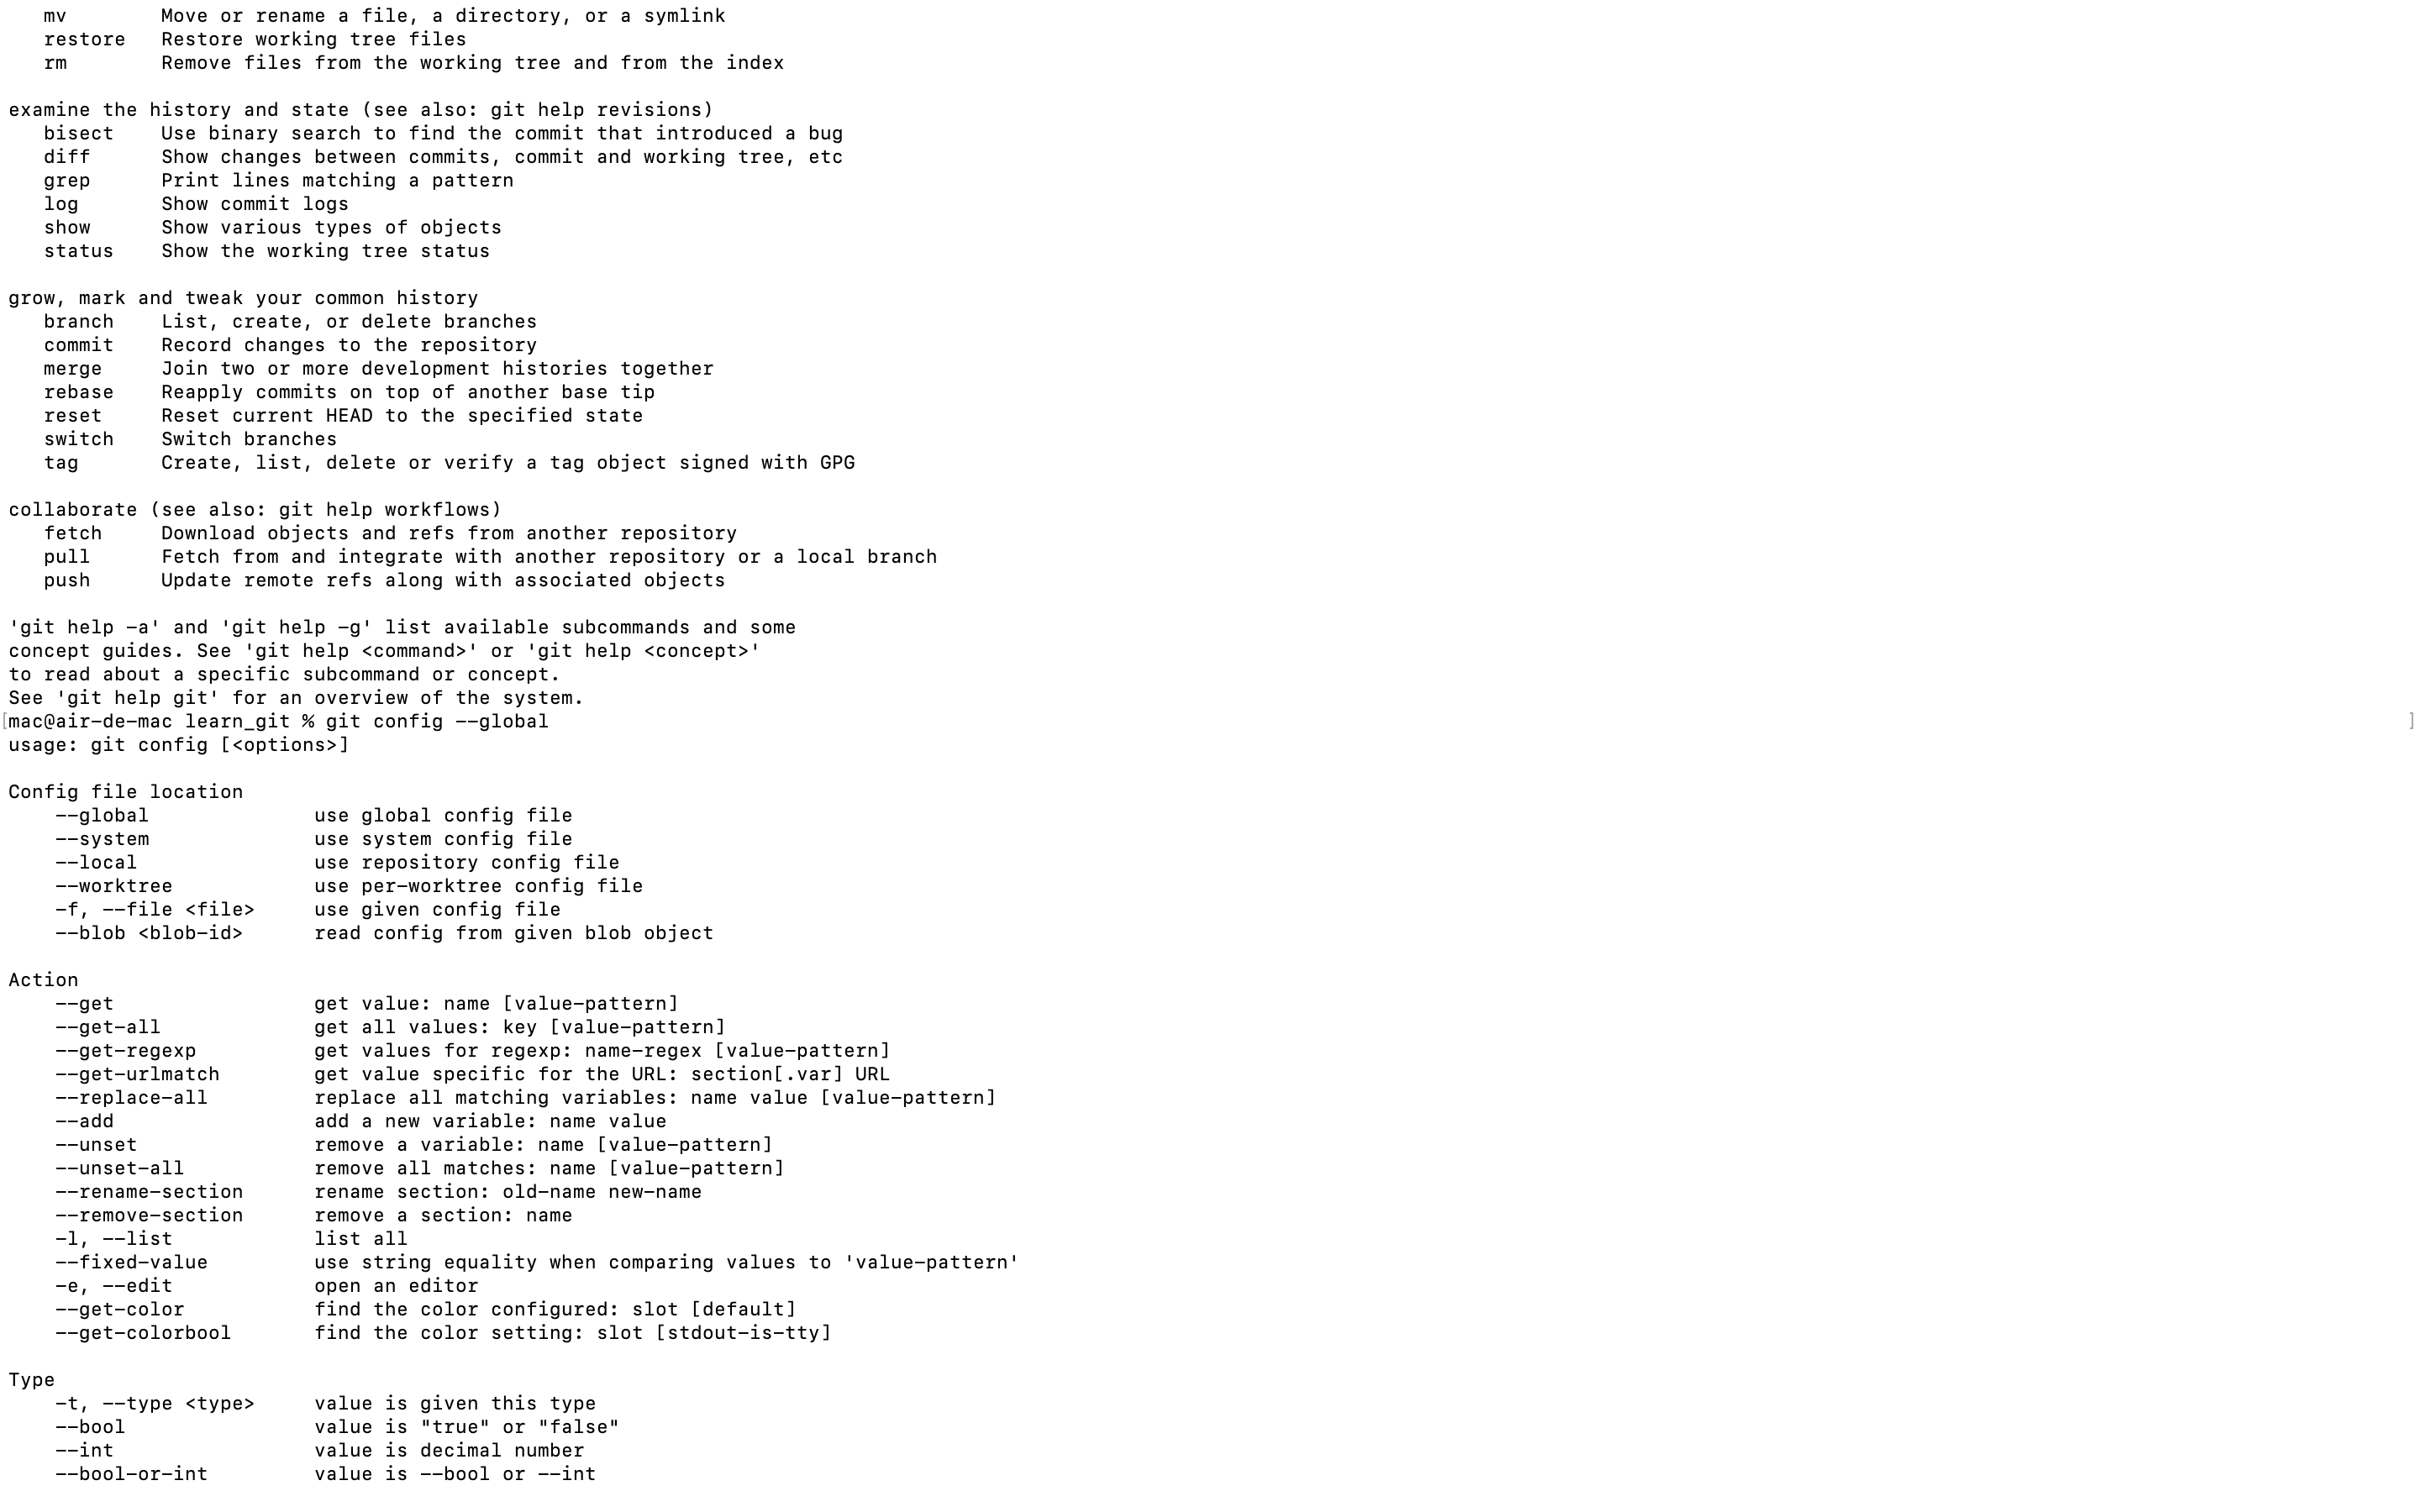 mv        Move or rename a file, a directory, or a symlink
restore   Restore working tree files
rm        Remove files from the working tree and from the index
examine the history and state (see also: git help revisions)
bisect    Use binary search to find the commit that introduced a bug
diff      Show changes between commits, commit and working tree, etc
grep      Print lines matching a pattern
log       Show commit logs
show      Show various types of objects
status    Show the working tree status
grow, mark and tweak your common history
branch    List, create, or delete branches
commit    Record changes to the repository
merge     Join two or more development histories together
rebase    Reapply commits on top of another base tip
reset     Reset current HEAD to the specified state
switch    Switch branches
tag       Create, list, delete or verify a tag object signed with GPG
collaborate (see also: git help workflows)
fetch     Download objects and refs from another repository
pull      Fetch from and integrate with another repository or a local branch
push      Update remote refs along with associated objects
'git help -a' and 'git help -g' list available subcommands and some
concept guides. See 'git help <command>' or 'git help <concept>'
to read about a specific subcommand or concept.
See 'git help git' for an overview of the system.
[mac@air-de-mac learn_git % git config --global ]
usage: git config [<options>]
Config file location
--global              use global config file
--system              use system config file
--local               use repository config file
--worktree            use per-worktree config file
-f, --file <file>     use given config file
--blob <blob-id>      read config from given blob object
Action
--get                 get value: name [value-pattern]
--get-all             get all values: key [value-pattern]
--get-regexp          get values for regexp: name-regex [value-pattern]
--get-urlmatch        get value specific for the URL: section[.var] URL
--replace-all         replace all matching variables: name value [value-pattern]
--add                 add a new variable: name value
--unset               remove a variable: name [value-pattern]
--unset-all           remove all matches: name [value-pattern]
--rename-section      rename section: old-name new-name
--remove-section      remove a section: name
-l, --list            list all
--fixed-value         use string equality when comparing values to 'value-pattern'
-e, --edit            open an editor
--get-color           find the color configured: slot [default]
--get-colorbool       find the color setting: slot [stdout-is-tty]
Type
-t, --type <type>     value is given this type
--bool                value is "true" or "false"
--int                 value is decimal number
--bool-or-int         value is --bool or --int